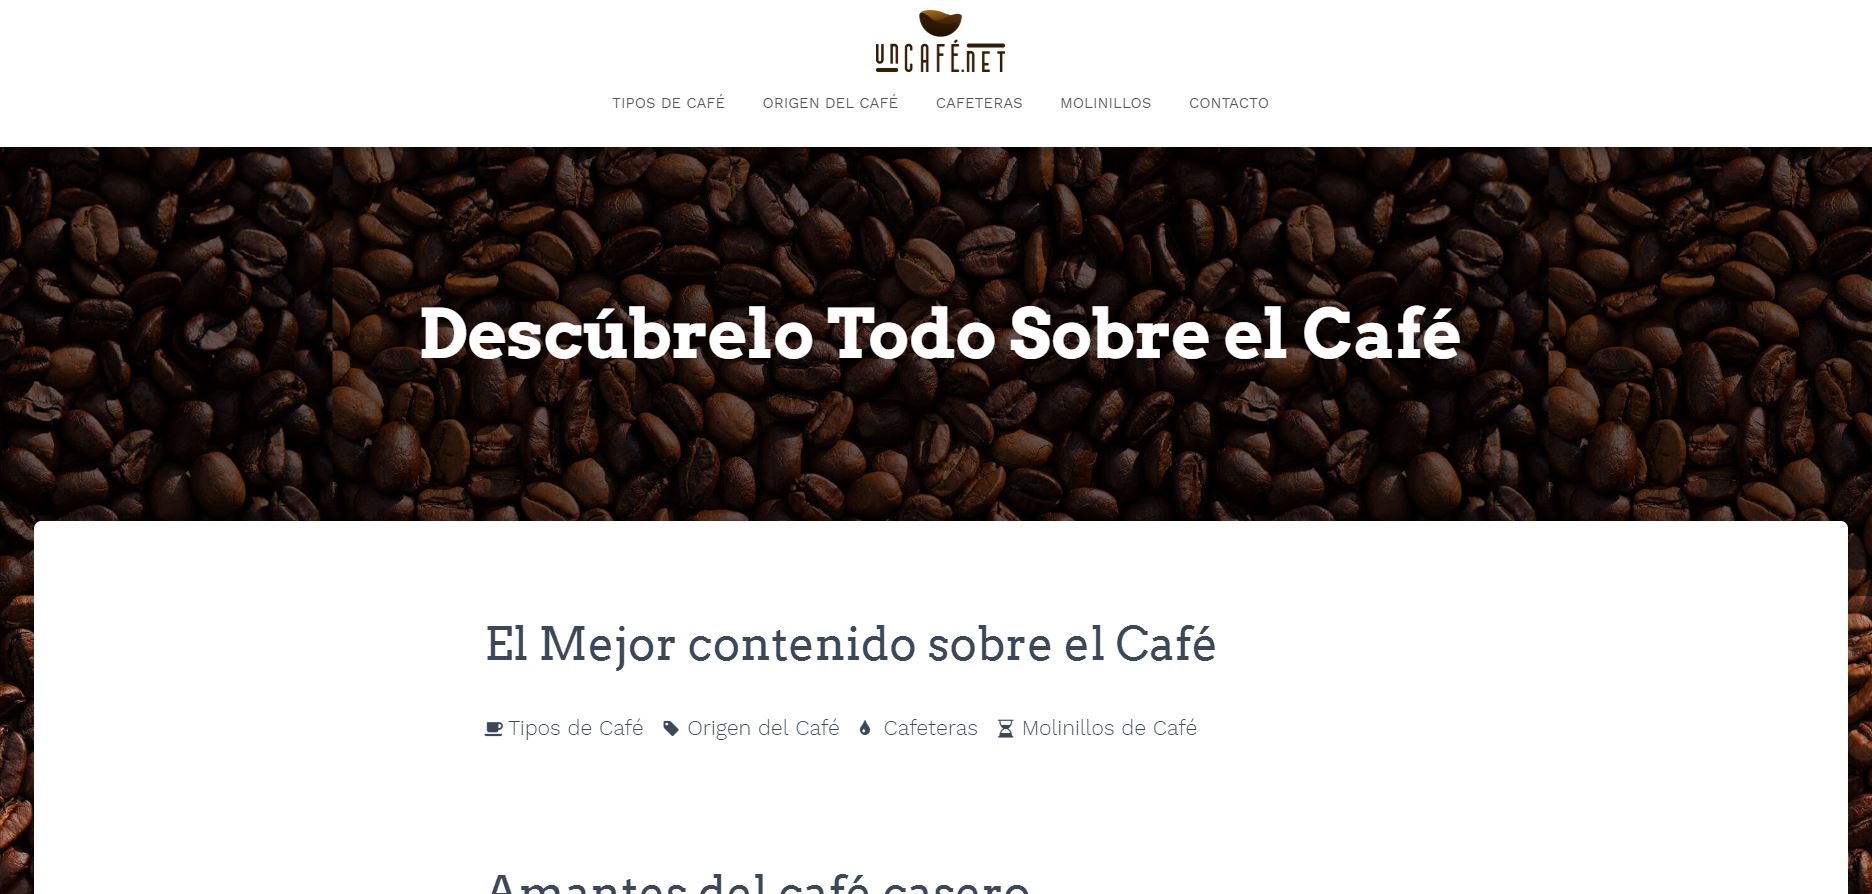 UNCAFÉ.NET
TIPOS DE CAFÉ ORIGEN DEL CAFÉ CAFETERAS MOLINILLOS CONTACTO
Descúbrelo Todo Sobre el Café
El Mejor contenido sobre el Café
Tipos de Café Origen del Café Cafeteras Molinillos de Café
Amantes del café casero